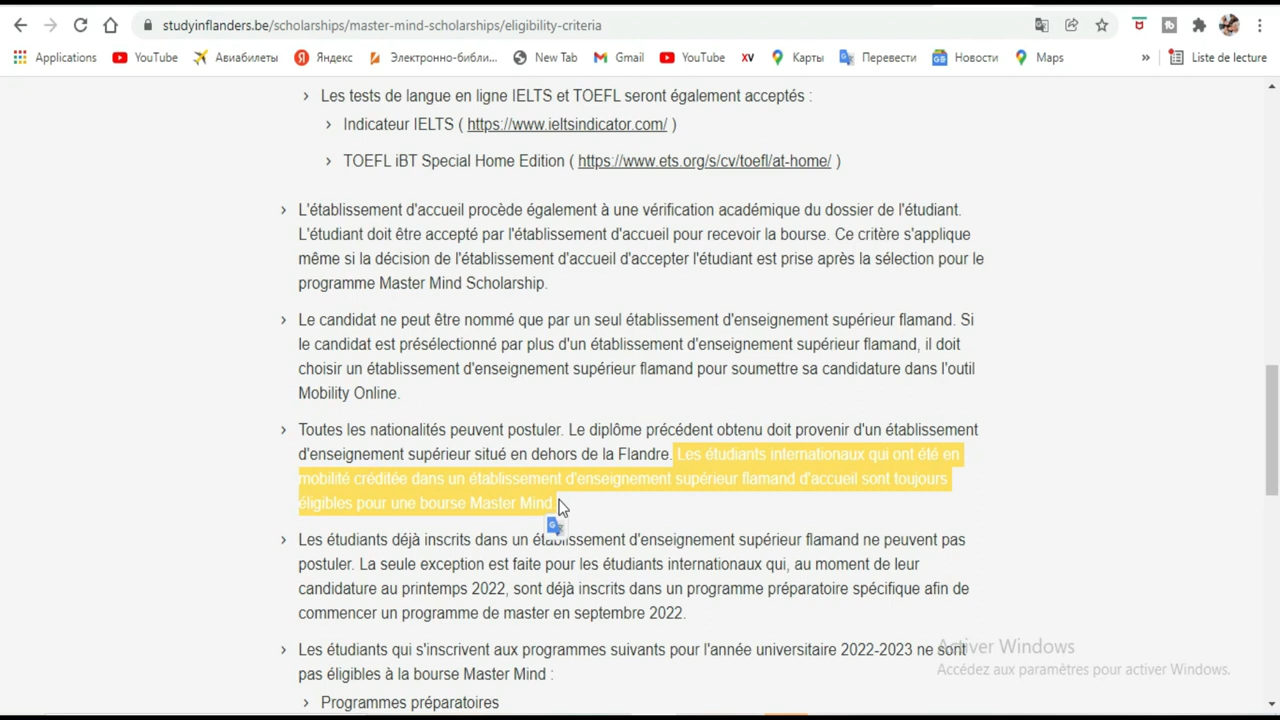 studyinflanders.be/scholarships/master-mind-scholarships/eligibility-criteria
Applications YouTube Авиабилеты Яндекс Электронно-библи... New Tab Gmail YouTube XV Карты Перевести Новости Maps » Liste de lecture
› Les tests de langue en ligne IELTS et TOEFL seront également acceptés :
› Indicateur IELTS ( https://www.ieltsindicator.com/ )
› TOEFL iBT Special Home Edition ( https://www.ets.org/s/cv/toefl/at-home/ )
› L'établissement d'accueil procède également à une vérification académique du dossier de l'étudiant.
L'étudiant doit être accepté par l'établissement d'accueil pour recevoir la bourse. Ce critère s'applique
même si la décision de l'établissement d'accueil d'accepter l'étudiant est prise après la sélection pour le
programme Master Mind Scholarship.
› Le candidat ne peut être nommé que par un seul établissement d'enseignement supérieur flamand. Si
le candidat est présélectionné par plus d'un établissement d'enseignement supérieur flamand, il doit
choisir un établissement d'enseignement supérieur flamand pour soumettre sa candidature dans l'outil
Mobility Online.
› Toutes les nationalités peuvent postuler. Le diplôme précédent obtenu doit provenir d'un établissement
d'enseignement supérieur situé en dehors de la Flandre. Les étudiants internationaux qui ont été en
mobilité créditée dans un établissement d'enseignement supérieur flamand d'accueil sont toujours
éligibles pour une bourse Master Mind.
› Les étudiants déjà inscrits dans un établissement d'enseignement supérieur flamand ne peuvent pas
postuler. La seule exception est faite pour les étudiants internationaux qui, au moment de leur
candidature au printemps 2022, sont déjà inscrits dans un programme préparatoire spécifique afin de
commencer un programme de master en septembre 2022.
› Les étudiants qui s'inscrivent aux programmes suivants pour l'année universitaire 2022-2023 ne sont
pas éligibles à la bourse Master Mind :
› Programmes préparatoires
Activer Windows
Accédez aux paramètres pour activer Windows.